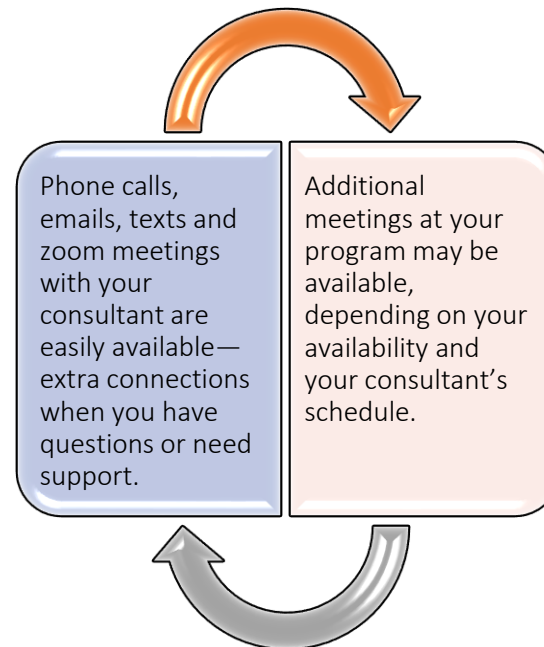 Phone calls,
emails, texts and
zoom meetings
with your
consultant are
easily available—
extra connections
when you have
questions or need
support.
Additional
meetings at your
program may be
available,
depending on your
availability and
your consultant’s
schedule.